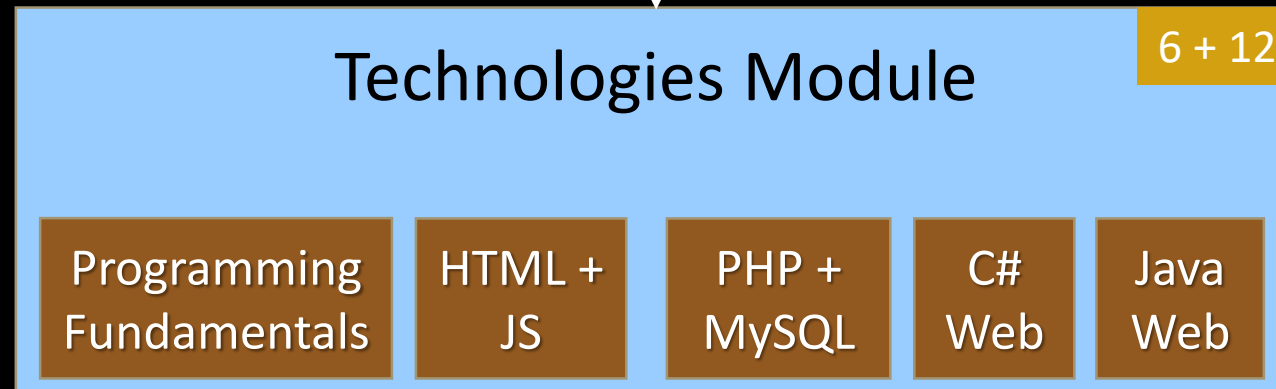 Technologies Module
6 + 12
Programming
Fundamentals
HTML +
JS
PHP +
MySQL
C#
Web
Java
Web